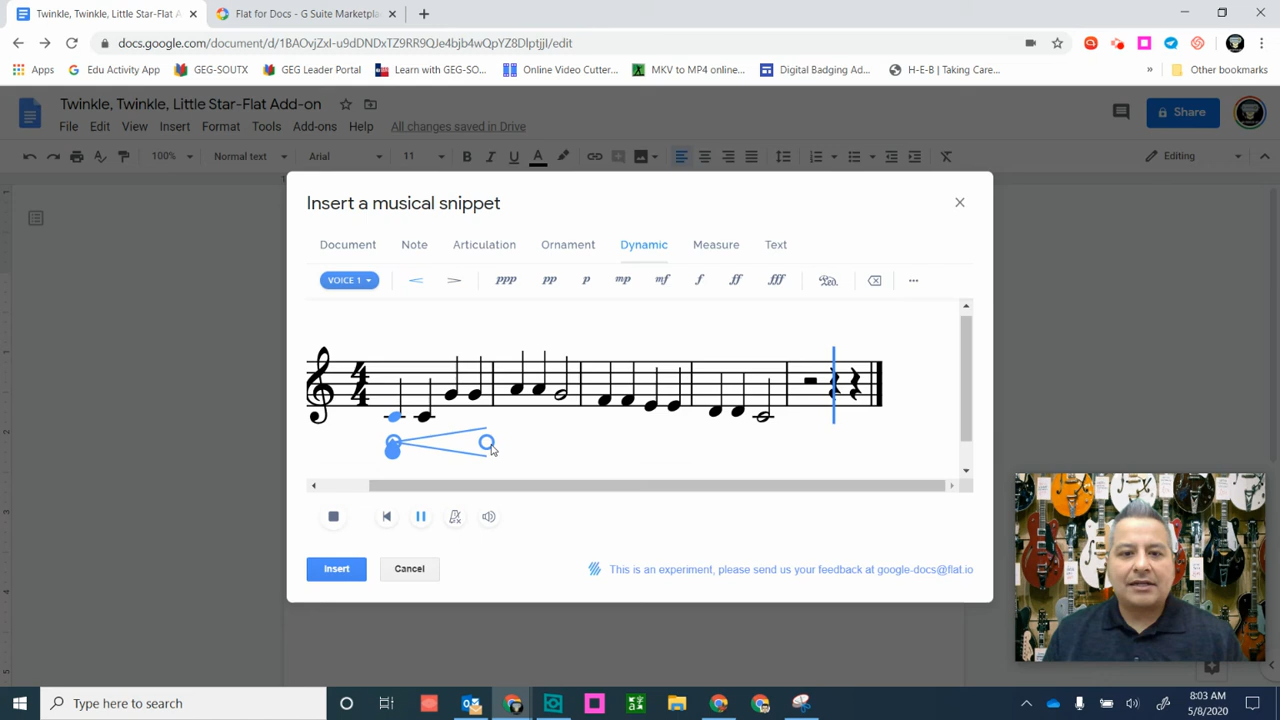 Twinkle, Twinkle, Little Star-Flat A
Flat for Docs - G Suite Marketpla
docs.google.com/document/d/1BAOvjZxI-u9dDNDxTZ9RR9QJe4bjb4wQpYZ8DlptjjI/edit
Apps Edu Activity App GEG-SOUTX GEG Leader Portal Learn with GEG-SO... Online Video Cutter... MKV to MP4 online... Digital Badging Ad... H-E-B | Taking Care... » Other bookmarks
Twinkle, Twinkle, Little Star-Flat Add-on
Share
File Edit View Insert Format Tools Add-ons Help All changes saved in Drive
100% Normal text Arial 11 B I U A Editing
Insert a musical snippet
Document Note Articulation Ornament Dynamic Measure Text
VOICE 1 ppp pp p mp mf f ff fff Ped. ...
4
4
Insert Cancel This is an experiment, please send us your feedback at google-docs@flat.io
Type here to search
8:03 AM
5/8/2020